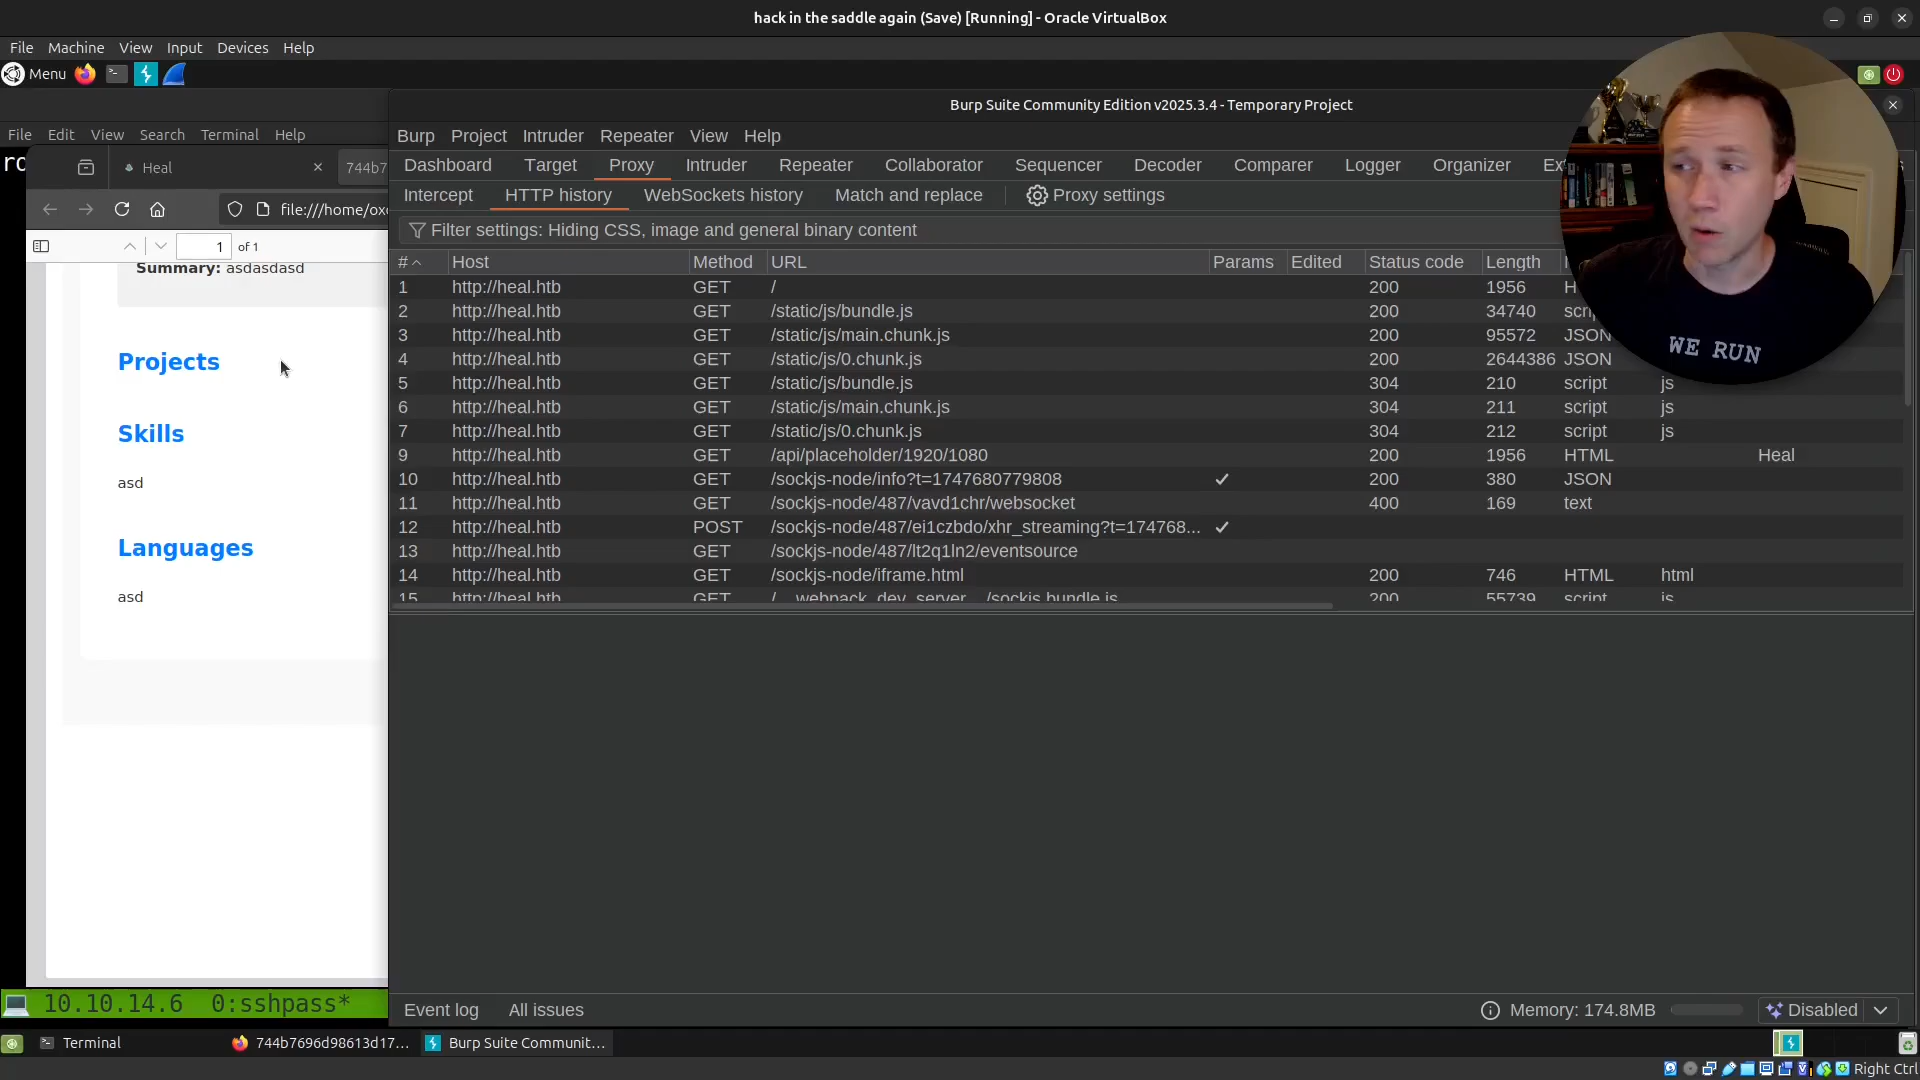 hack in the saddle again (Save) [Running] - Oracle VirtualBox
File Machine View Input Devices Help
Menu
Burp Suite Community Edition v2025.3.4 - Temporary Project
File Edit View Search Terminal Help
Heal
744b7
file:///home/oxd
1 of 1
Summary: asdasdasd
Projects
Skills
asd
Languages
asd
Burp Project Intruder Repeater View Help
Dashboard Target Proxy Intruder Repeater Collaborator Sequencer Decoder Comparer Logger Organizer
Intercept HTTP history WebSockets history Match and replace Proxy settings
Filter settings: Hiding CSS, image and general binary content
# Host Method URL Params Edited Status code Length
1 http://heal.htb GET / 200 1956
2 http://heal.htb GET /static/js/bundle.js 200 34740
3 http://heal.htb GET /static/js/main.chunk.js 200 95572 JSON
4 http://heal.htb GET /static/js/0.chunk.js 200 2644386 JSON
5 http://heal.htb GET /static/js/bundle.js 304 210 script js
6 http://heal.htb GET /static/js/main.chunk.js 304 211 script js
7 http://heal.htb GET /static/js/0.chunk.js 304 212 script js
9 http://heal.htb GET /api/placeholder/1920/1080 200 1956 HTML Heal
10 http://heal.htb GET /sockjs-node/info?t=1747680779808 ✓ 200 380 JSON
11 http://heal.htb GET /sockjs-node/487/vavd1chr/websocket 400 169 text
12 http://heal.htb POST /sockjs-node/487/ei1czbdo/xhr_streaming?t=174768... ✓
13 http://heal.htb GET /sockjs-node/487/lt2q1ln2/eventsource
14 http://heal.htb GET /sockjs-node/iframe.html 200 746 HTML html
15 http://heal.htb GET /__webpack_dev_server__/sockjs.bundle.js 200 55739 script js
WE RUN
Event log All issues Memory: 174.8MB Disabled
10.10.14.6 0:sshpass*
Terminal 744b7696d98613d17... Burp Suite Communit...
Right Ctrl